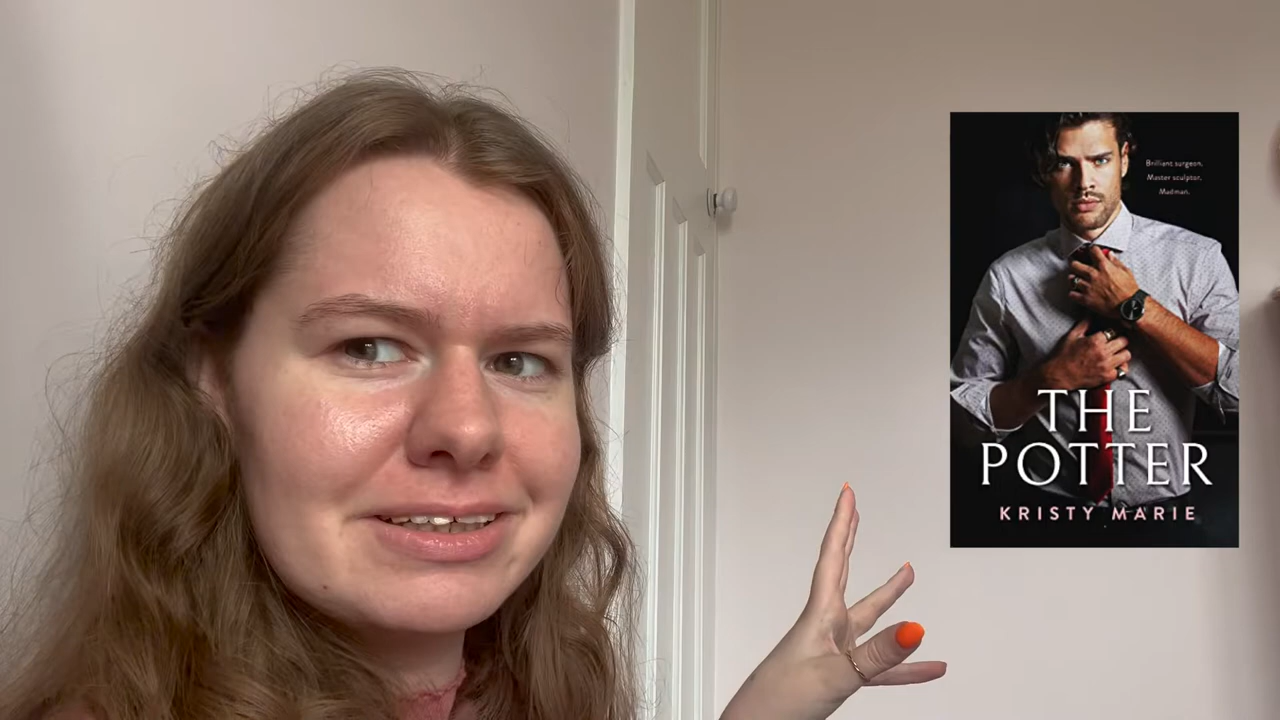 Brilliant surgeon.
Master sculptor.
Madman.
THE
POTTER
KRISTY MARIE